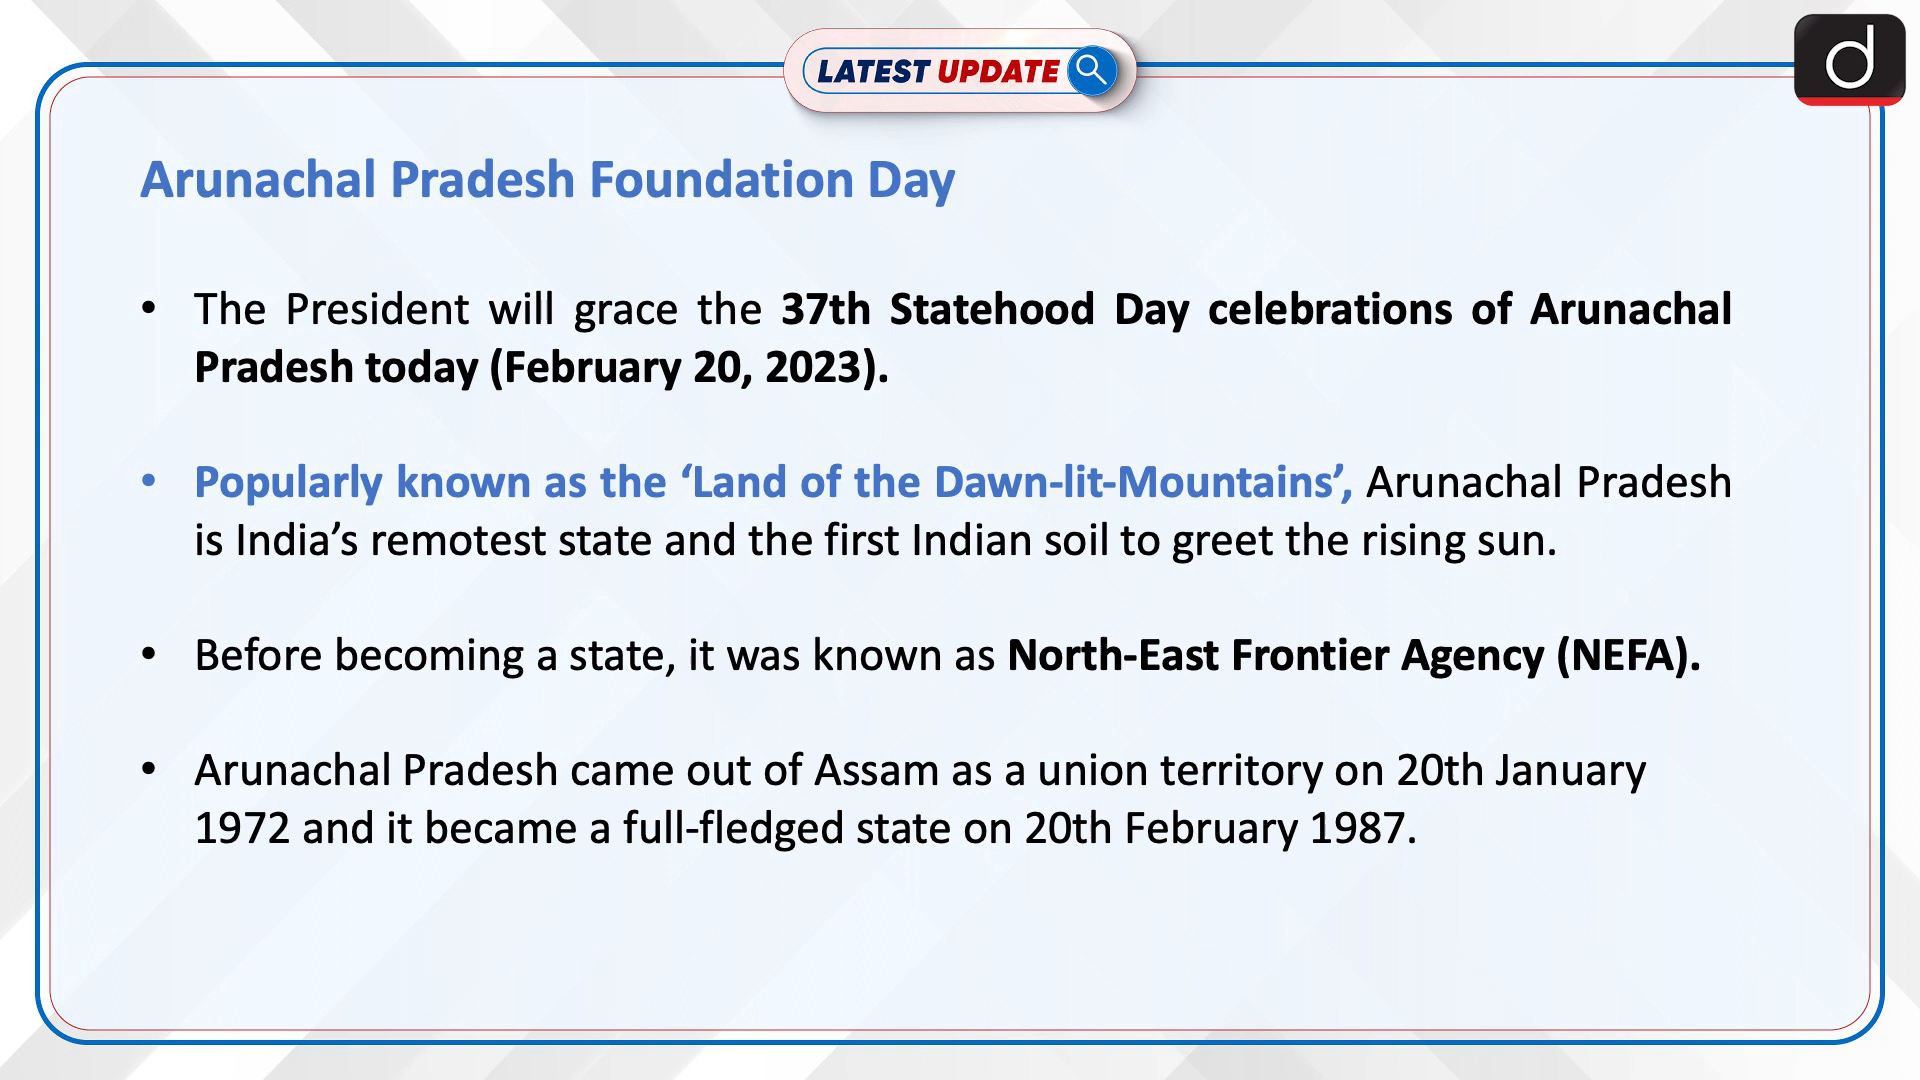 LATEST UPDATE
d
Arunachal Pradesh Foundation Day
• The President will grace the 37th Statehood Day celebrations of Arunachal
Pradesh today (February 20, 2023).
• Popularly known as the ‘Land of the Dawn-lit-Mountains’, Arunachal Pradesh
is India’s remotest state and the first Indian soil to greet the rising sun.
• Before becoming a state, it was known as North-East Frontier Agency (NEFA).
• Arunachal Pradesh came out of Assam as a union territory on 20th January
1972 and it became a full-fledged state on 20th February 1987.